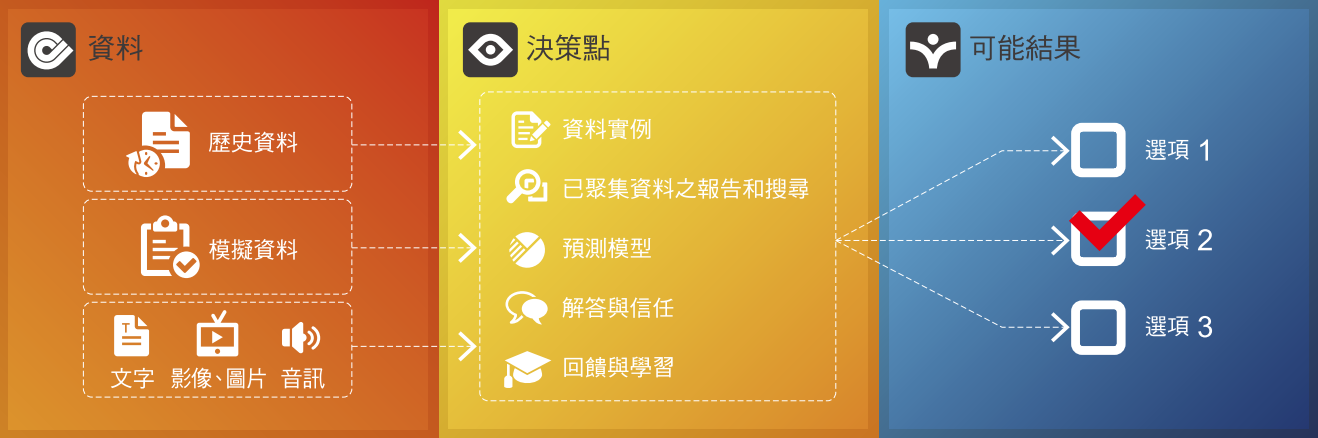 資料
歷史資料
模擬資料
T
文字
影像、圖片
音訊
決策點
資料實例
已聚集資料之報告和搜尋
預測模型
解答與信任
回饋與學習
可能結果
選項 1
選項 2
選項 3